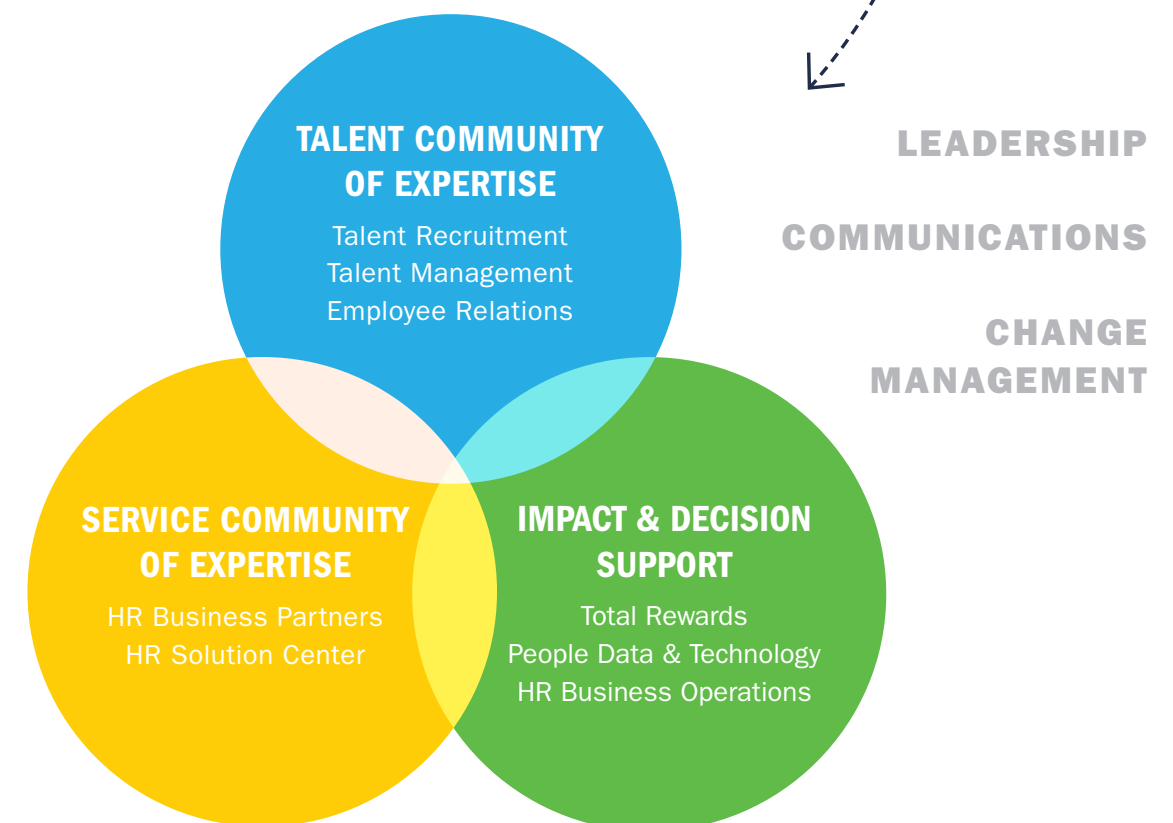 TALENT COMMUNITY
OF EXPERTISE
Talent Recruitment
Talent Management
Employee Relations
LEADERSHIP
COMMUNICATIONS
CHANGE
MANAGEMENT
SERVICE COMMUNITY
OF EXPERTISE
HR Business Partners
HR Solution Center
IMPACT & DECISION
SUPPORT
Total Rewards
People Data & Technology
HR Business Operations